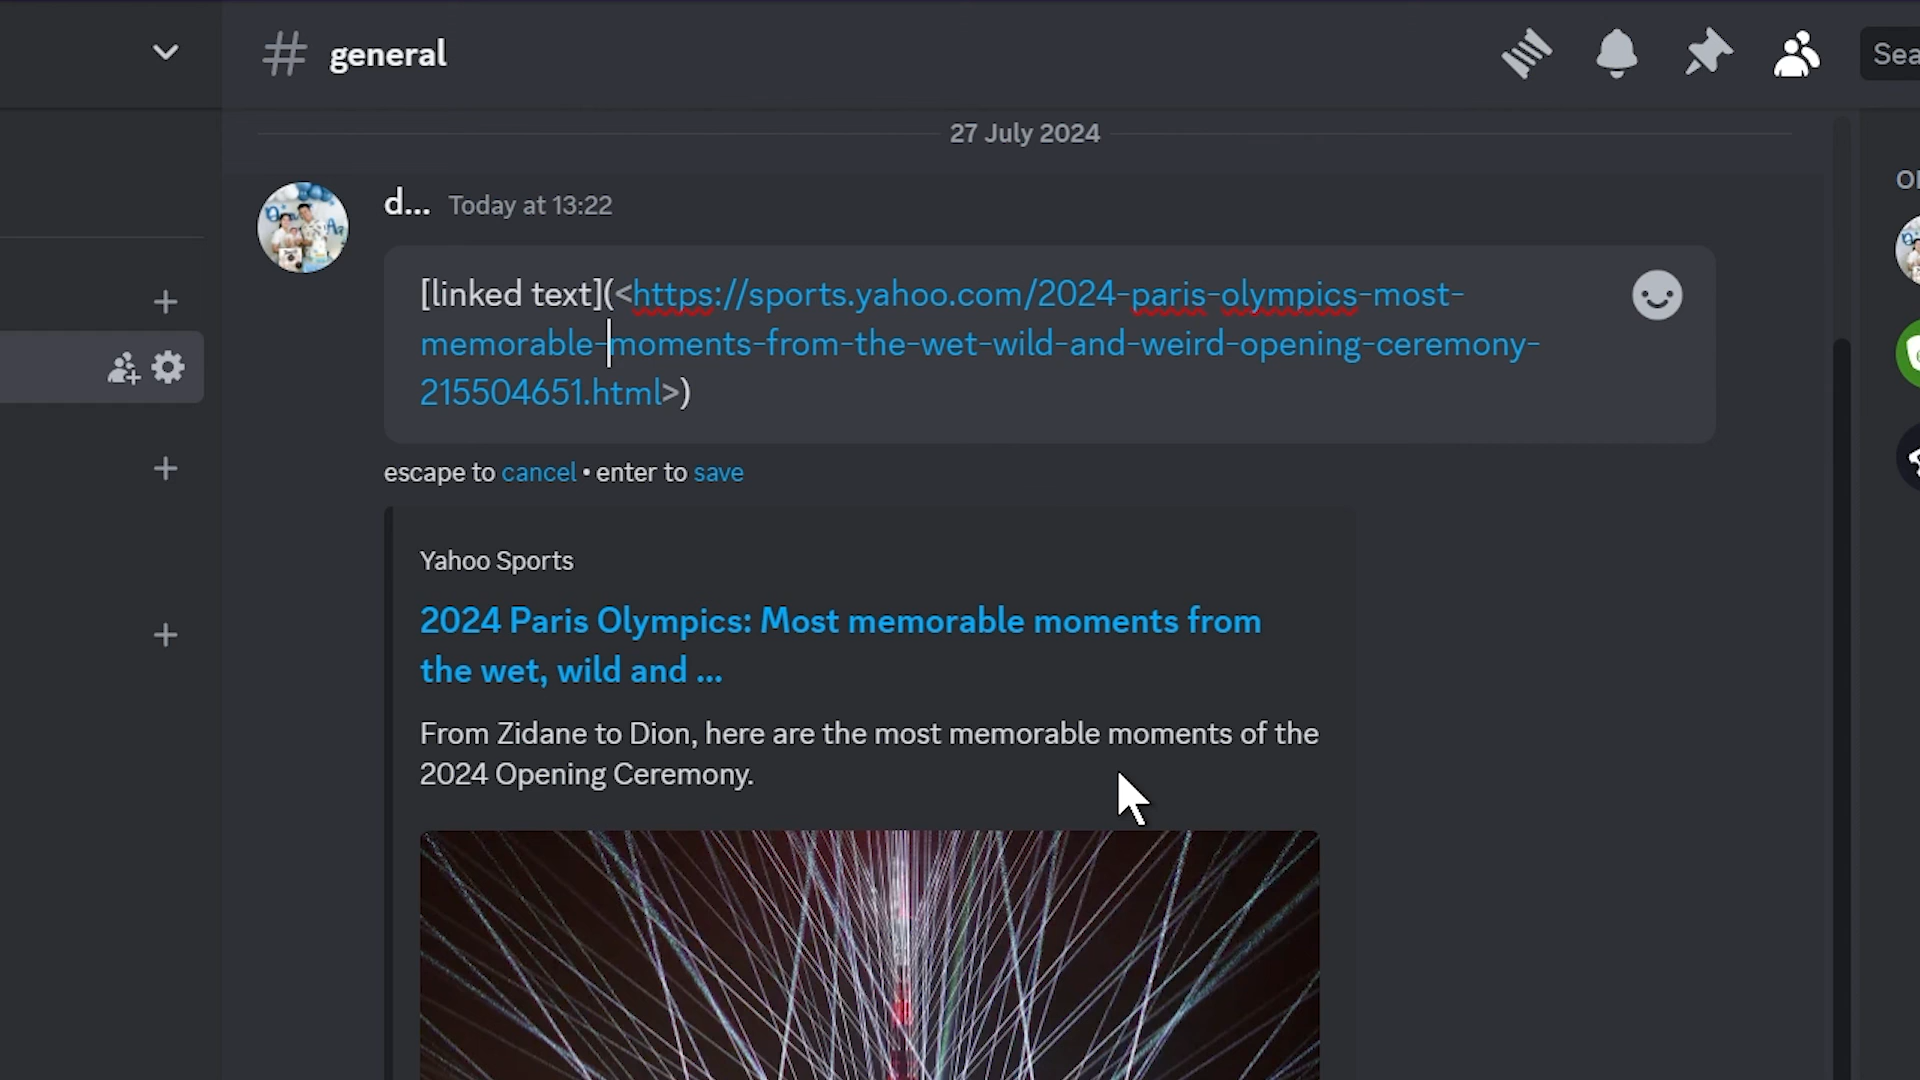 # general
Sea
27 July 2024
d... Today at 13:22
[linked text](<https://sports.yahoo.com/2024-paris-olympics-most-
memorable-moments-from-the-wet-wild-and-weird-opening-ceremony-
215504651.html>)
escape to cancel • enter to save
Yahoo Sports
2024 Paris Olympics: Most memorable moments from
the wet, wild and ...
From Zidane to Dion, here are the most memorable moments of the
2024 Opening Ceremony.